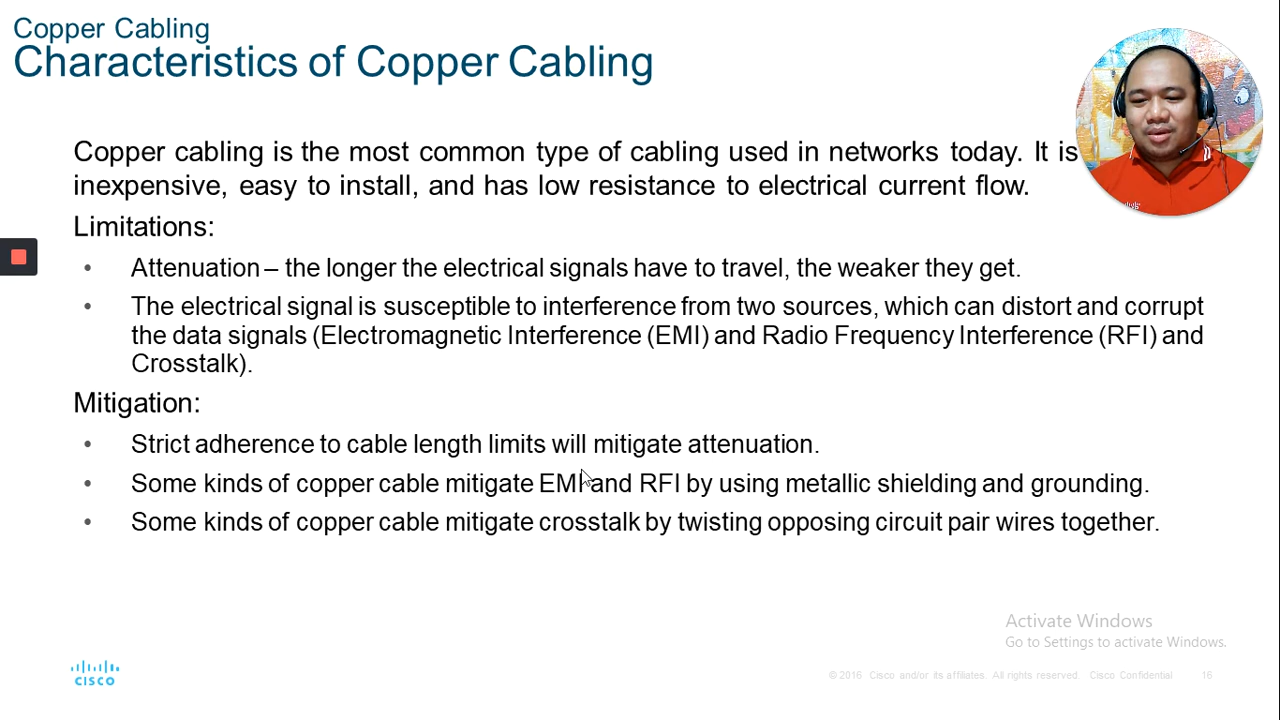 Copper Cabling
Characteristics of Copper Cabling
Copper cabling is the most common type of cabling used in networks today. It is
inexpensive, easy to install, and has low resistance to electrical current flow.
Limitations:
• Attenuation – the longer the electrical signals have to travel, the weaker they get.
• The electrical signal is susceptible to interference from two sources, which can distort and corrupt
the data signals (Electromagnetic Interference (EMI) and Radio Frequency Interference (RFI) and
Crosstalk).
Mitigation:
• Strict adherence to cable length limits will mitigate attenuation.
• Some kinds of copper cable mitigate EMI and RFI by using metallic shielding and grounding.
• Some kinds of copper cable mitigate crosstalk by twisting opposing circuit pair wires together.
Activate Windows
Go to Settings to activate Windows.
CISCO
© 2016 Cisco and/or its affiliates. All rights reserved. Cisco Confidential 16